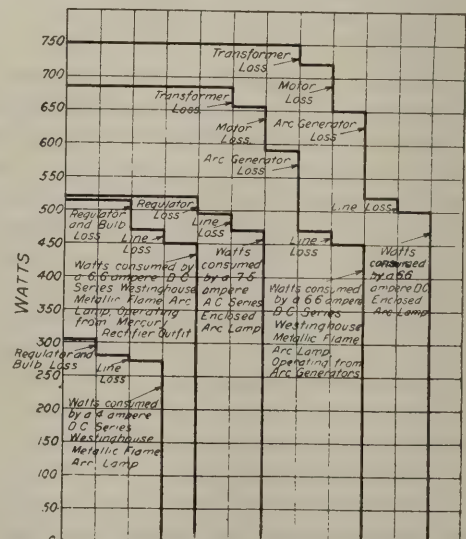 WATTS
750
700
650
600
550
500
450
400
350
300
250
200
150
100
50
0
Transformer
Loss
Motor
Loss
Arc Generator
Loss
Line Loss
Watts
consumed
by a 6.6
ampere DC
Enclosed
Arc Lamp
Transformer
Loss
Motor
Loss
Arc Generator
Loss
Line
Loss
Watts consumed
by a 6.6 ampere
D C Series
Westinghouse
Metallic Flame
Arc Lamp
Operating from
Arc Generators
Regulator
Loss
Line
Loss
Watts
consumed
by a 7.5
ampere
A C Series
Enclosed
Arc Lamp
Regulator
and Bulb
Loss
Line
Loss
Watts consumed by
a 6.6 ampere D C
Series Westinghouse
Metallic Flame Arc
Lamp, Operating
from Mercury
Rectifier Outfit
Regulator and
Bulb Loss
Line
Loss
Watts consumed
by a 4 ampere
D C Series
Westinghouse
Metallic Flame
Arc Lamp